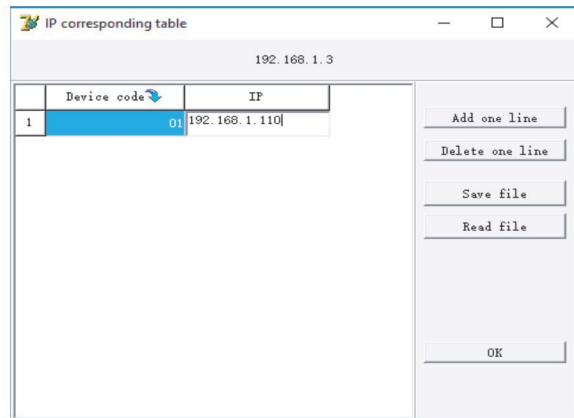 IP corresponding table
192.168.1.3
Device code IP
1 01 192.168.1.110
Add one line
Delete one line
Save file
Read file
OK